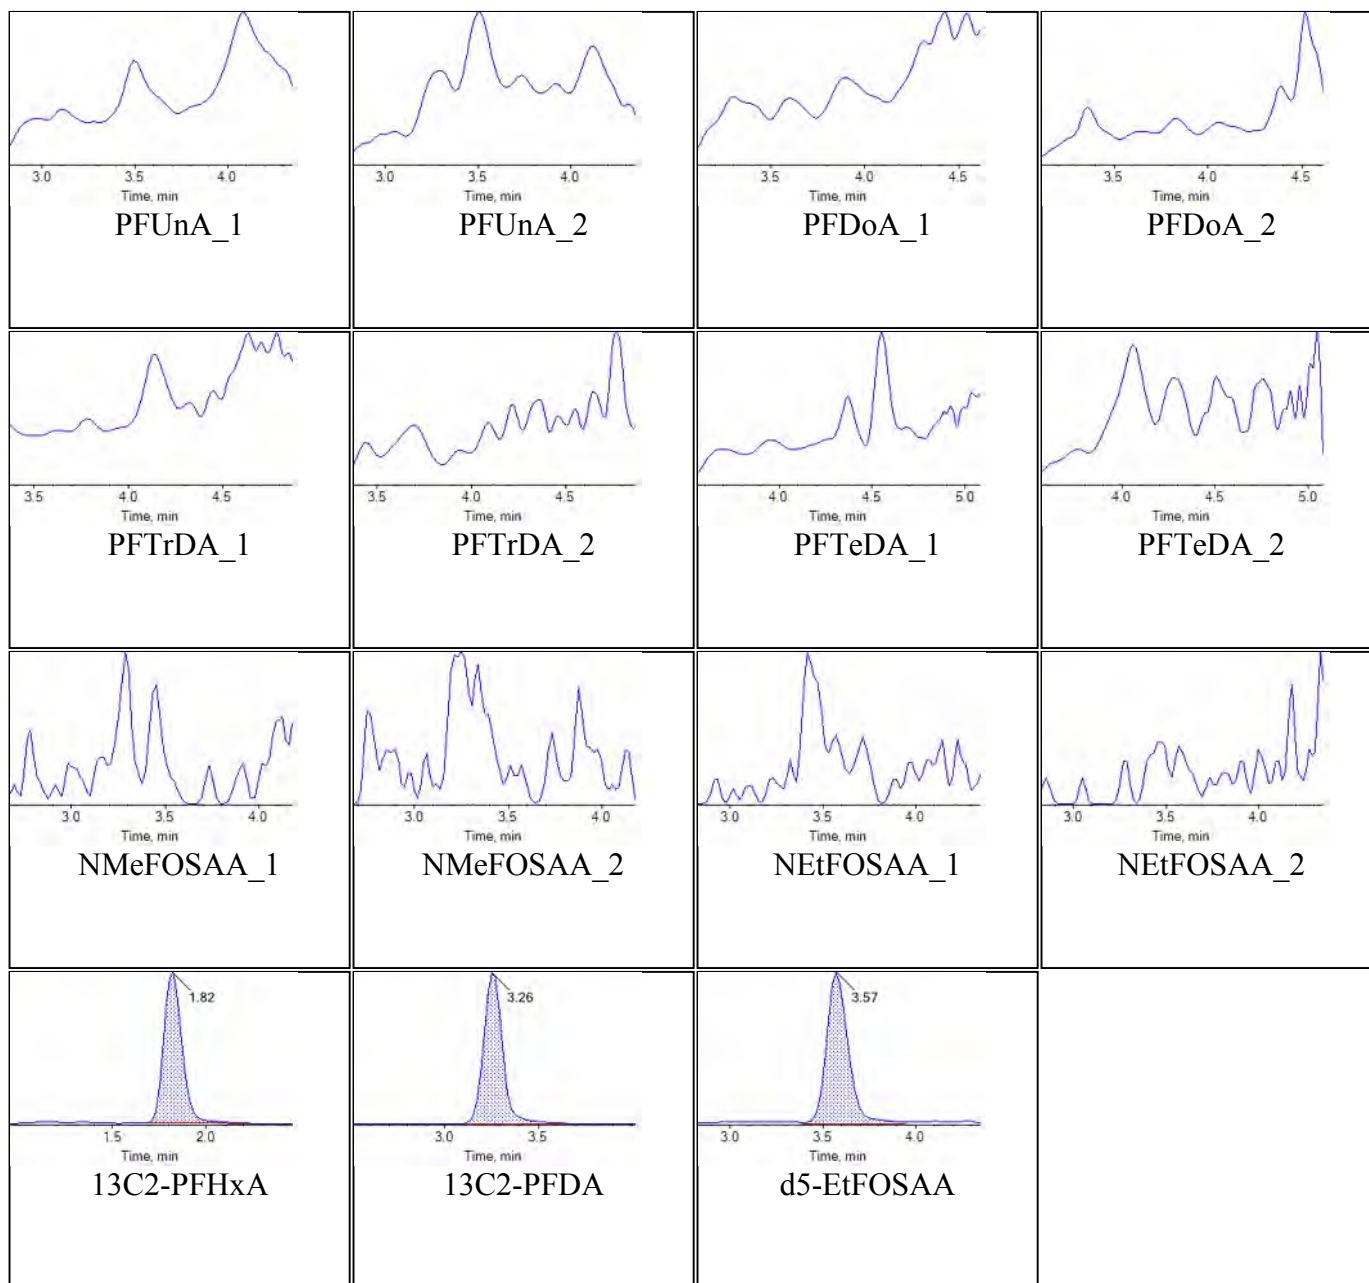 3.0 3.5 4.0
Time, min
PFUnA_1
3.0 3.5 4.0
Time, min
PFUnA_2
3.5 4.0 4.5
Time, min
PFDoA_1
3.5 4.0 4.5
Time, min
PFDoA_2
3.5 4.0 4.5
Time, min
PFTrDA_1
3.5 4.0 4.5
Time, min
PFTrDA_2
4.0 4.5 5.0
Time, min
PFTeDA_1
4.0 4.5 5.0
Time, min
PFTeDA_2
3.0 3.5 4.0
Time, min
NMeFOSAA_1
3.0 3.5 4.0
Time, min
NMeFOSAA_2
3.0 3.5 4.0
Time, min
NEtFOSAA_1
3.0 3.5 4.0
Time, min
NEtFOSAA_2
1.82
1.5 2.0
Time, min
13C2-PFHxA
3.26
3.0 3.5
Time, min
13C2-PFDA
3.57
3.0 3.5 4.0
Time, min
d5-EtFOSAA